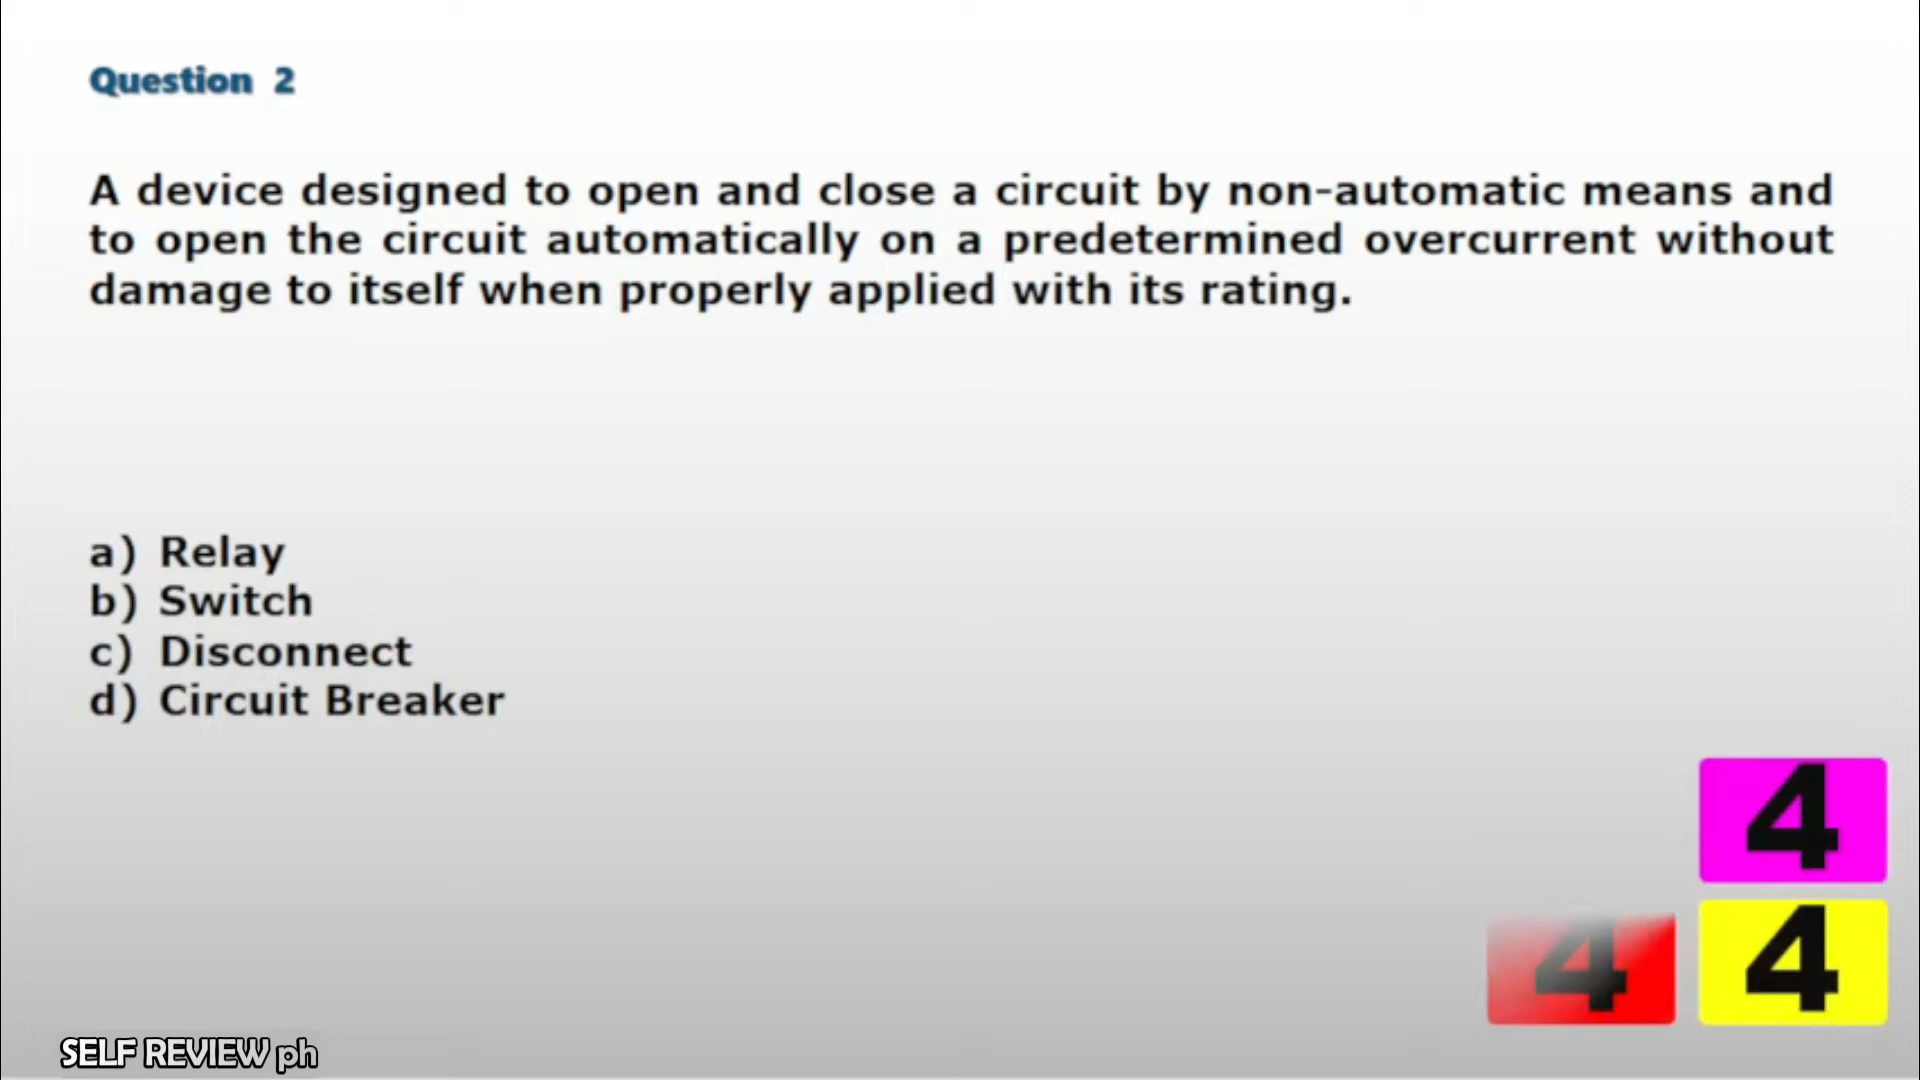 Question 2
A device designed to open and close a circuit by non-automatic means and
to open the circuit automatically on a predetermined overcurrent without
damage to itself when properly applied with its rating.
a) Relay
b) Switch
c) Disconnect
d) Circuit Breaker
4
4 4
SELF REVIEW ph